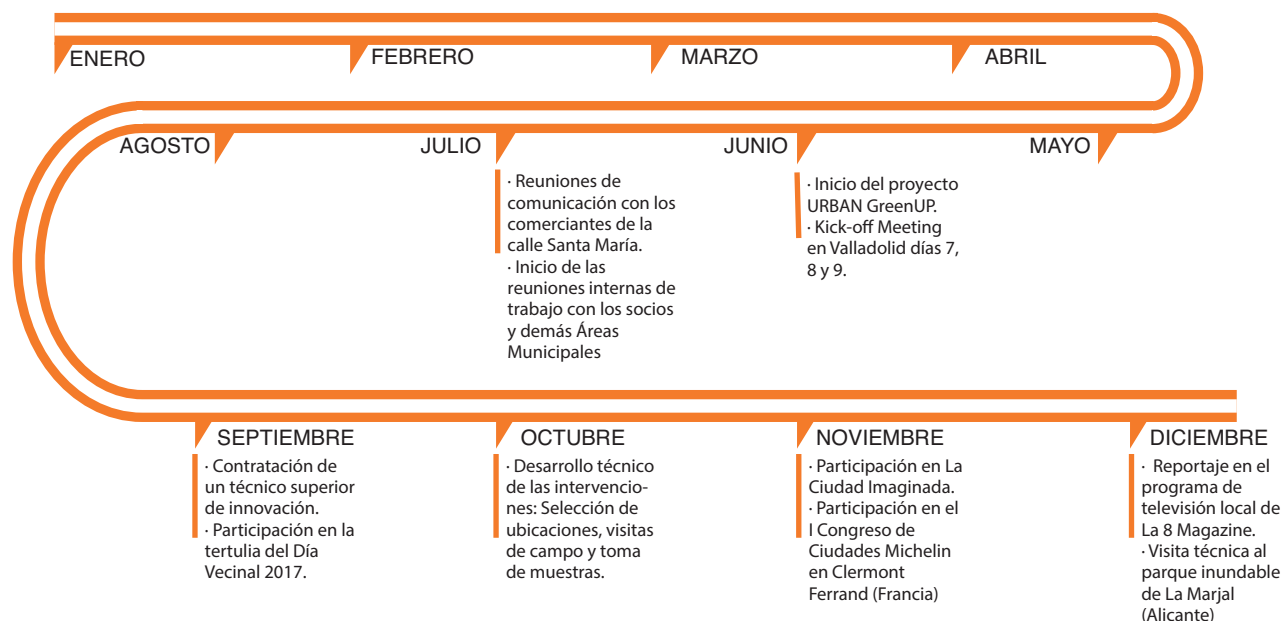 ENERO
FEBRERO
MARZO
ABRIL
MAYO
JUNIO
· Inicio del proyecto
URBAN GreenUP.
· Kick-off Meeting
en Valladolid días 7,
8 y 9.
JULIO
· Reuniones de
comunicación con los
comerciantes de la
calle Santa María.
· Inicio de las
reuniones internas de
trabajo con los socios
y demás Áreas
Municipales
AGOSTO
SEPTIEMBRE
· Contratación de
un técnico superior
de innovación.
· Participación en la
tertulia del Día
Vecinal 2017.
OCTUBRE
· Desarrollo técnico
de las intervencio-
nes: Selección de
ubicaciones, visitas
de campo y toma
de muestras.
NOVIEMBRE
· Participación en La
Ciudad Imaginada.
· Participación en el
I Congreso de
Ciudades Michelin
en Clermont
Ferrand (Francia)
DICIEMBRE
· Reportaje en el
programa de
televisión local de
La 8 Magazine.
· Visita técnica al
parque inundable
de La Marjal
(Alicante)